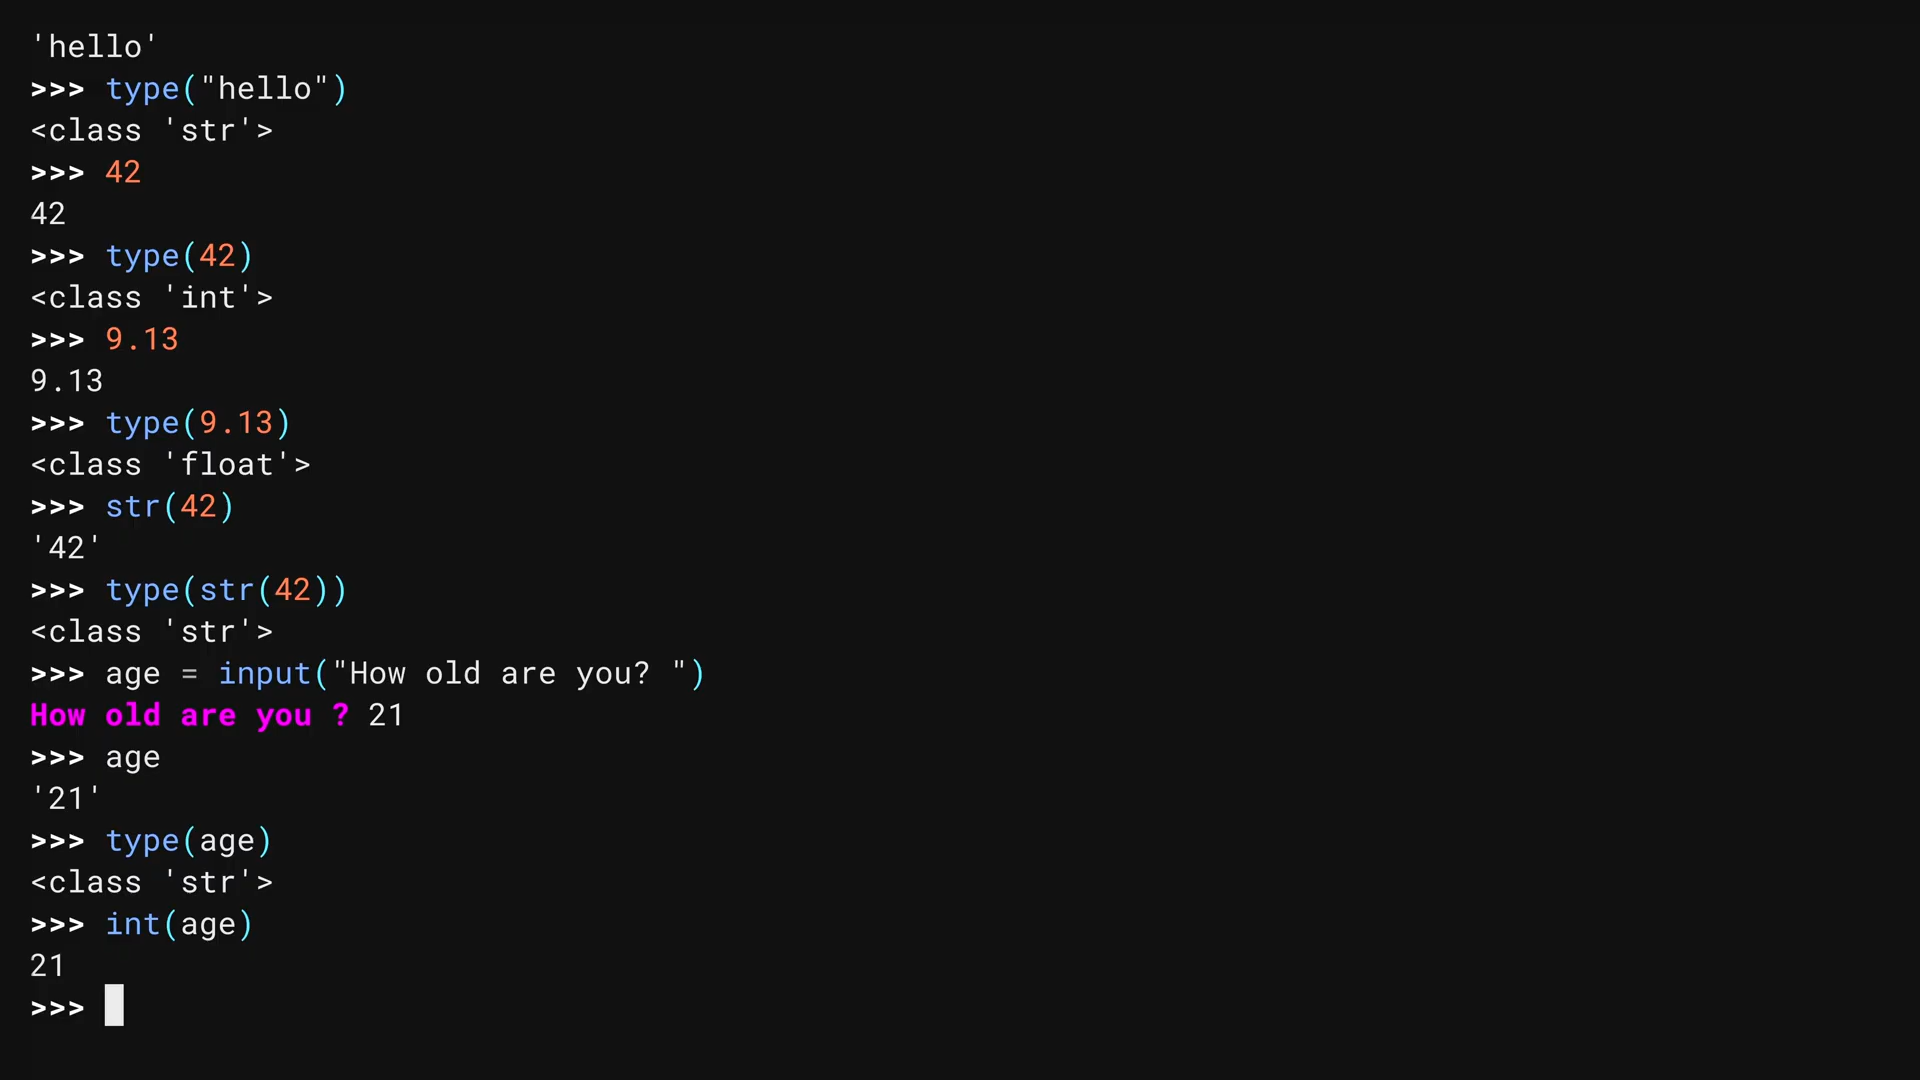 'hello'
>>> type("hello")
<class 'str'>
>>> 42
42
>>> type(42)
<class 'int'>
>>> 9.13
9.13
>>> type(9.13)
<class 'float'>
>>> str(42)
'42'
>>> type(str(42))
<class 'str'>
>>> age = input("How old are you? ")
How old are you ? 21
>>> age
'21'
>>> type(age)
<class 'str'>
>>> int(age)
21
>>>